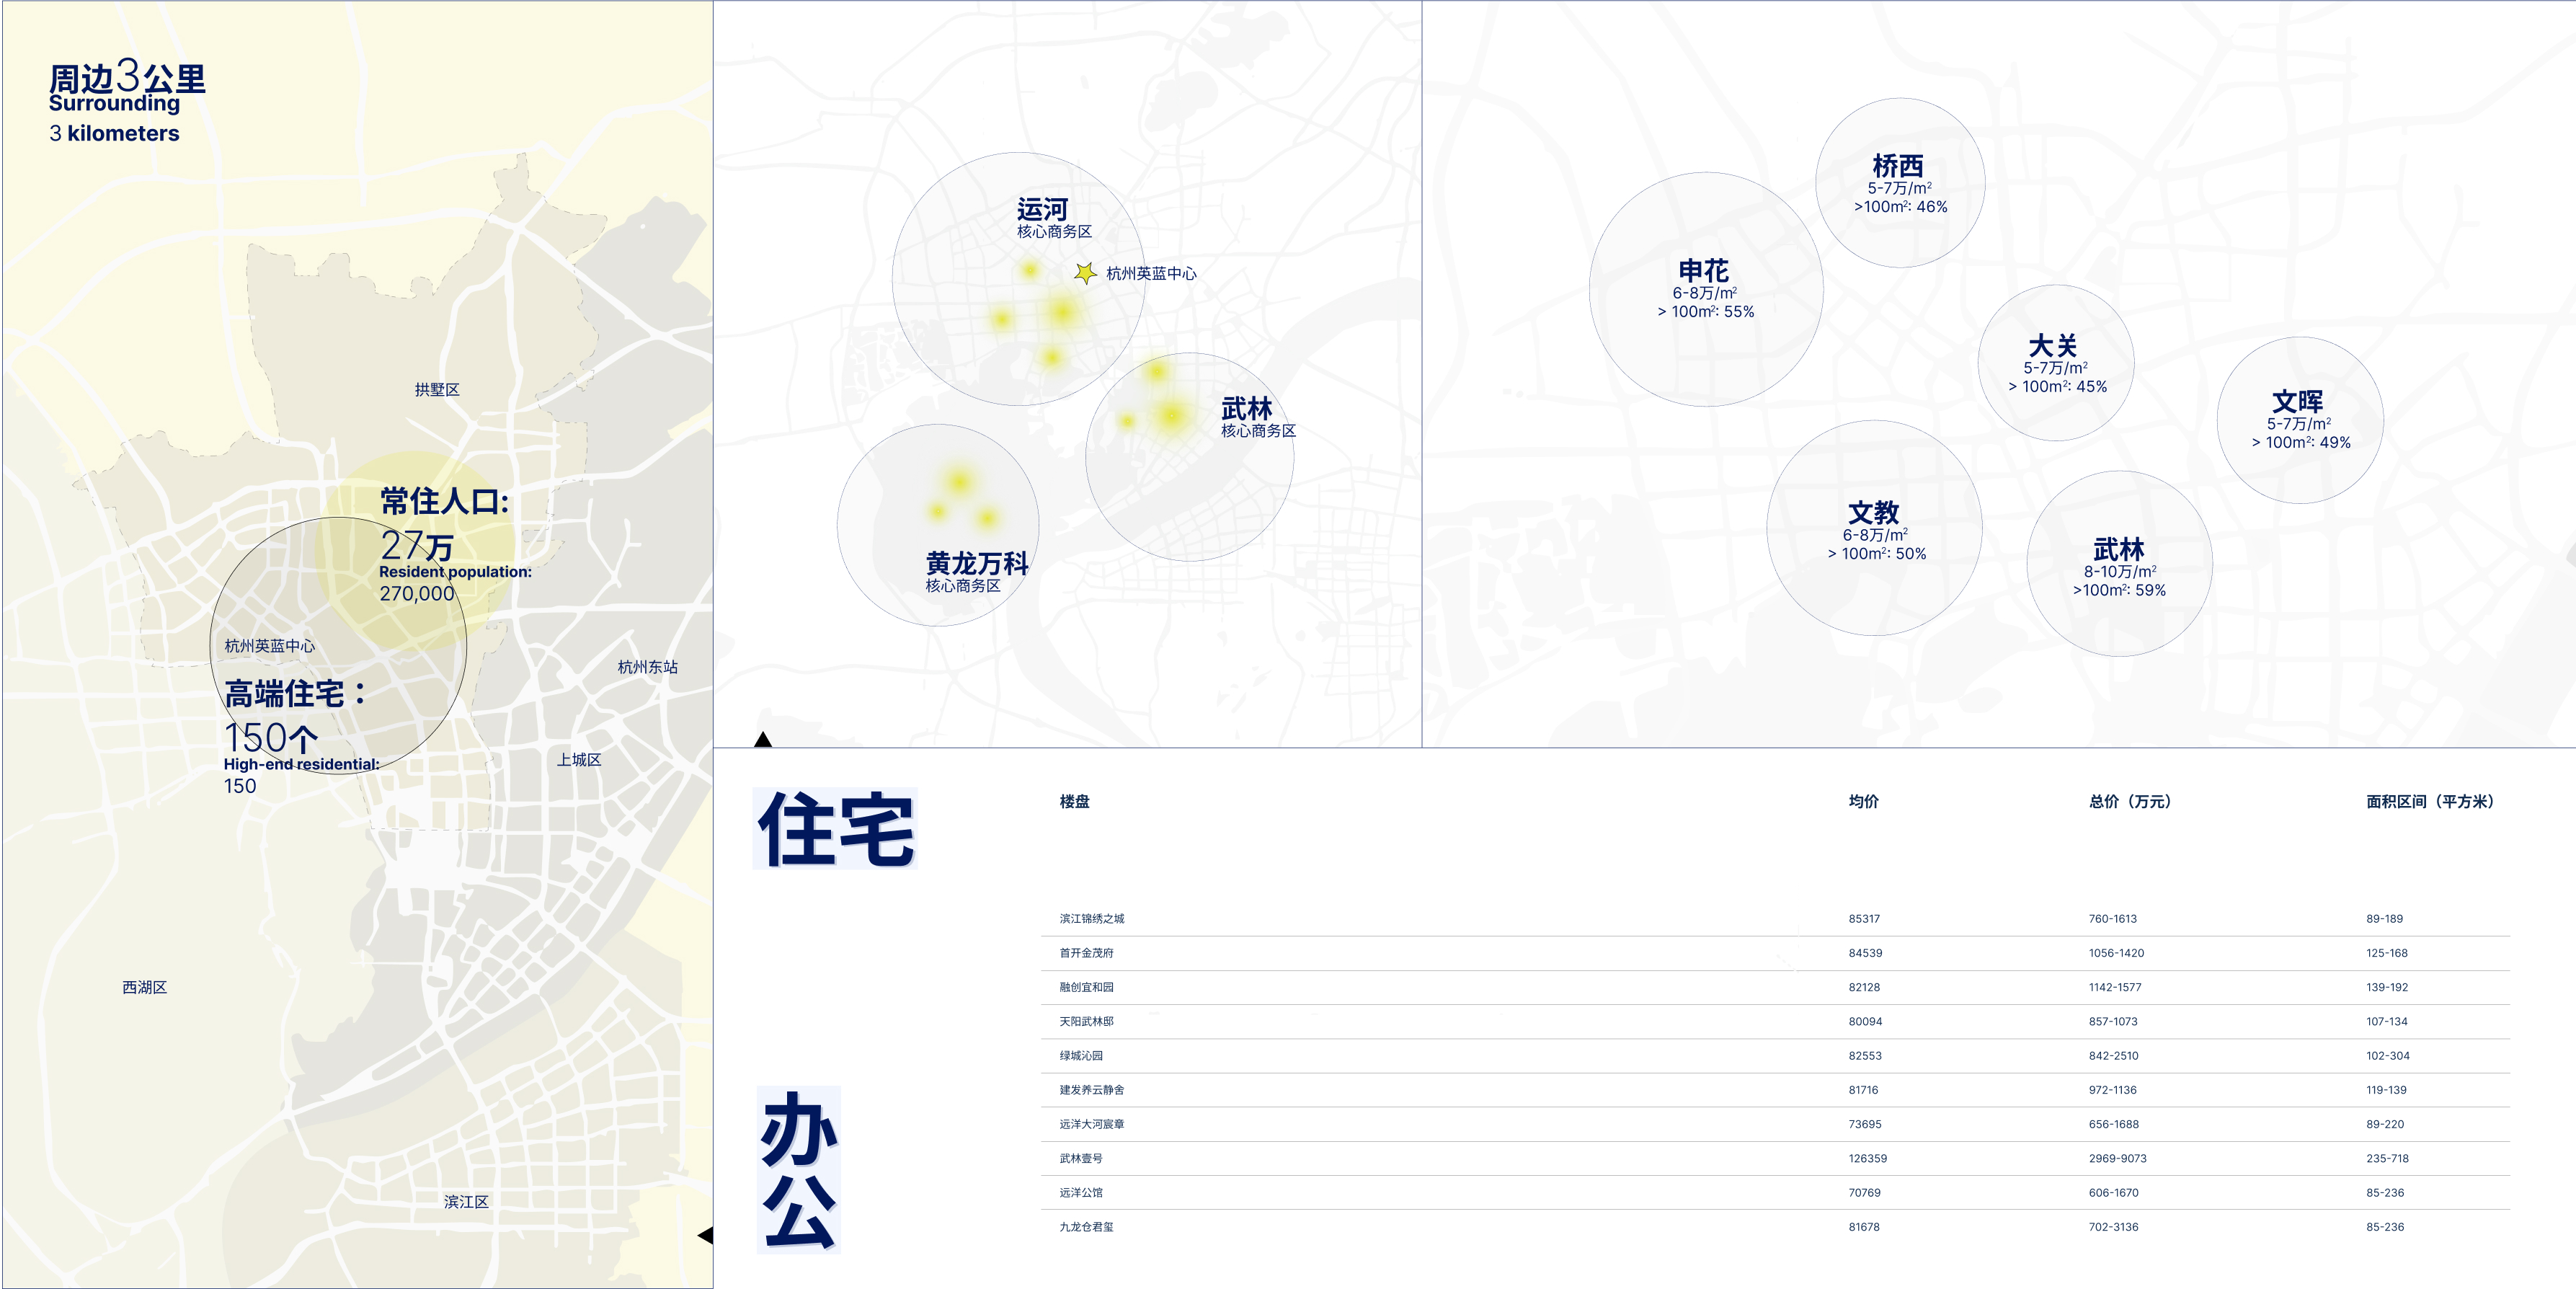 周边3公里
Surrounding
3 kilometers
拱墅区
常住人口:
27万
Resident population:
270,000
杭州英蓝中心
高端住宅：
150个
High-end residential:
150
杭州东站
上城区
西湖区
滨江区
运河
核心商务区
杭州英蓝中心
武林
核心商务区
黄龙万科
核心商务区
桥西
5-7万/m²
>100m²: 46%
申花
6-8万/m²
> 100m²: 55%
大关
5-7万/m²
> 100m²: 45%
文晖
5-7万/m²
> 100m²: 49%
文教
6-8万/m²
> 100m²: 50%
武林
8-10万/m²
>100m²: 59%
住宅
办
公
楼盘 均价 总价（万元） 面积区间（平方米）
滨江锦绣之城 85317 760-1613 89-189
首开金茂府 84539 1056-1420 125-168
融创宜和园 82128 1142-1577 139-192
天阳武林邸 80094 857-1073 107-134
绿城沁园 82553 842-2510 102-304
建发养云静舍 81716 972-1136 119-139
远洋大河宸章 73695 656-1688 89-220
武林壹号 126359 2969-9073 235-718
远洋公馆 70769 606-1670 85-236
九龙仓君玺 81678 702-3136 85-236